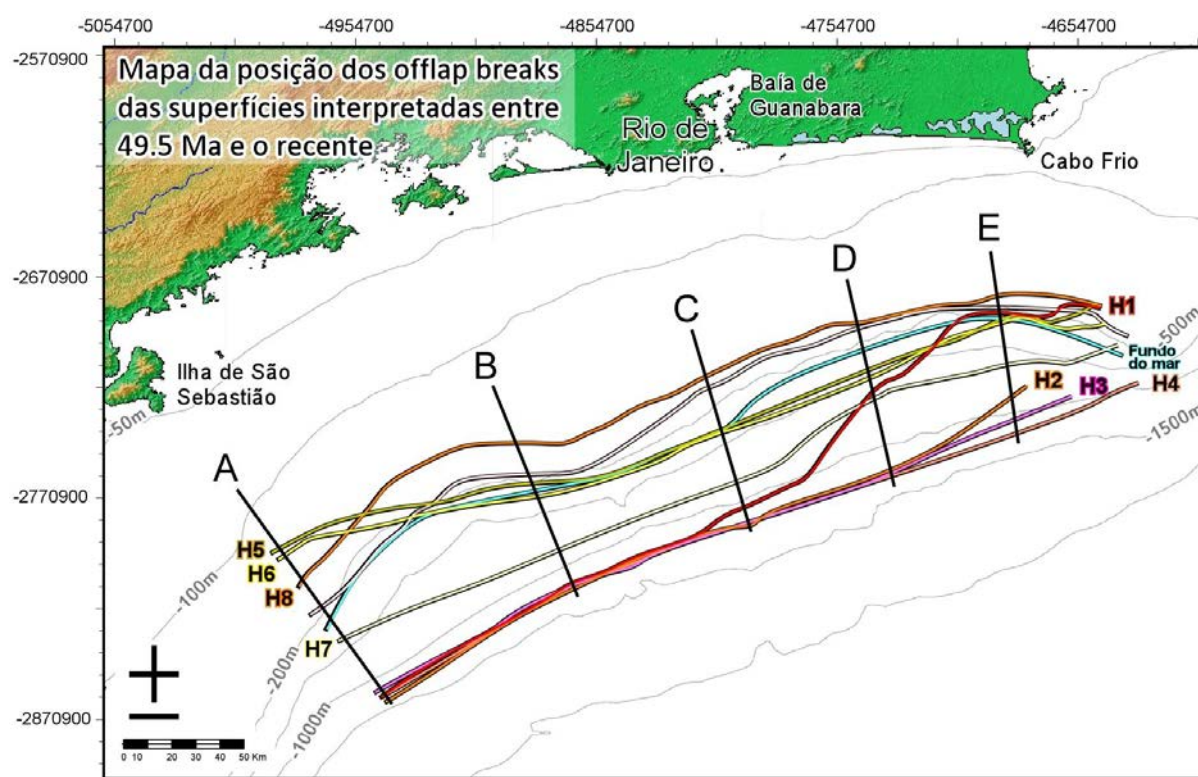 -5054700 -4954700 -4854700 -4754700 -4654700
-2570900
Mapa da posição dos offlap breaks
das superfícies interpretadas entre
49.5 Ma e o recente
Baía de
Guanabara
Rio de
Janeiro.
Cabo Frio
E
-2670900
D
C
H1
-500m
Fundo
do mar
B
Ilha de São
Sebastião
H2 H3 H4
-50m
-1500m
A
-2770900
H5
H6
H8
-100m
H7
-200m
-1000m
-2870900
0 10 20 30 40 50 Km